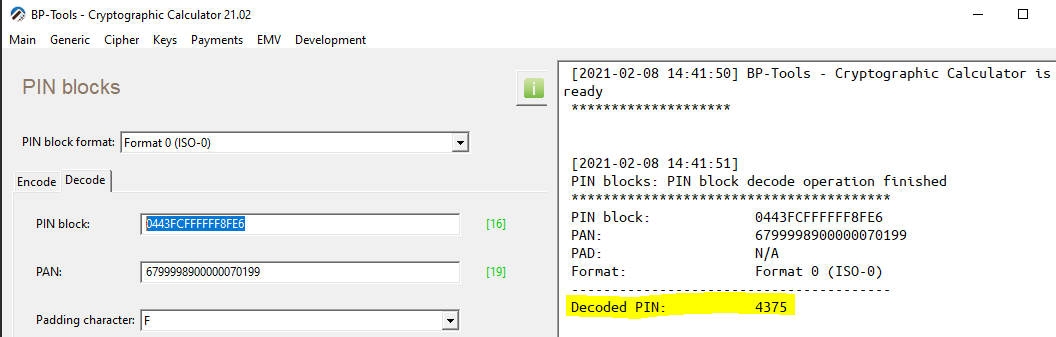 BP-Tools - Cryptographic Calculator 21.02
Main Generic Cipher Keys Payments EMV Development
PIN blocks
i
PIN block format: Format 0 (ISO-0)
Encode Decode
PIN block: 0443FCFFFFFF8FE6 [16]
PAN: 6799998900000070199 [19]
Padding character: F
[2021-02-08 14:41:50] BP-Tools - Cryptographic Calculator is
ready
********************
[2021-02-08 14:41:51]
PIN blocks: PIN block decode operation finished
****************************************
PIN block: 0443FCFFFFFF8FE6
PAN: 6799998900000070199
PAD: N/A
Format: Format 0 (ISO-0)
----------------------------------------
Decoded PIN: 4375